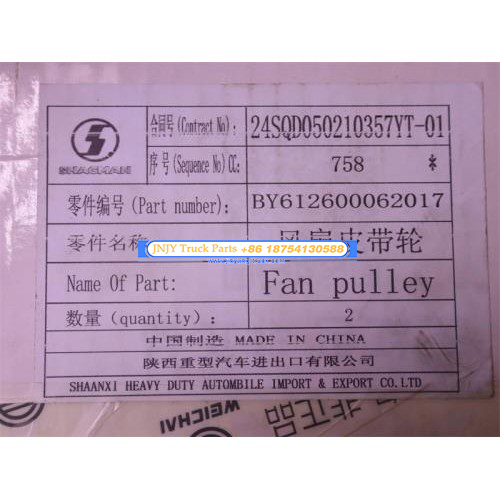 合同号(Contract No): 24SQD050210357YT-01
SHACMAN
序号(Sequence No)CC: 758 *
零件编号(Part number): BY612600062017
零件名称 皮带轮
JNJY Truck Parts +86 18754130588
Name Of Part: Fan pulley
数量(quantity): 2
中国制造 MADE IN CHINA
陕西重型汽车进出口有限公司
SHAANXI HEAVY DUTY AUTOMBILE IMPORT & EXPORT CO.LTD
WEICHAI
非正品